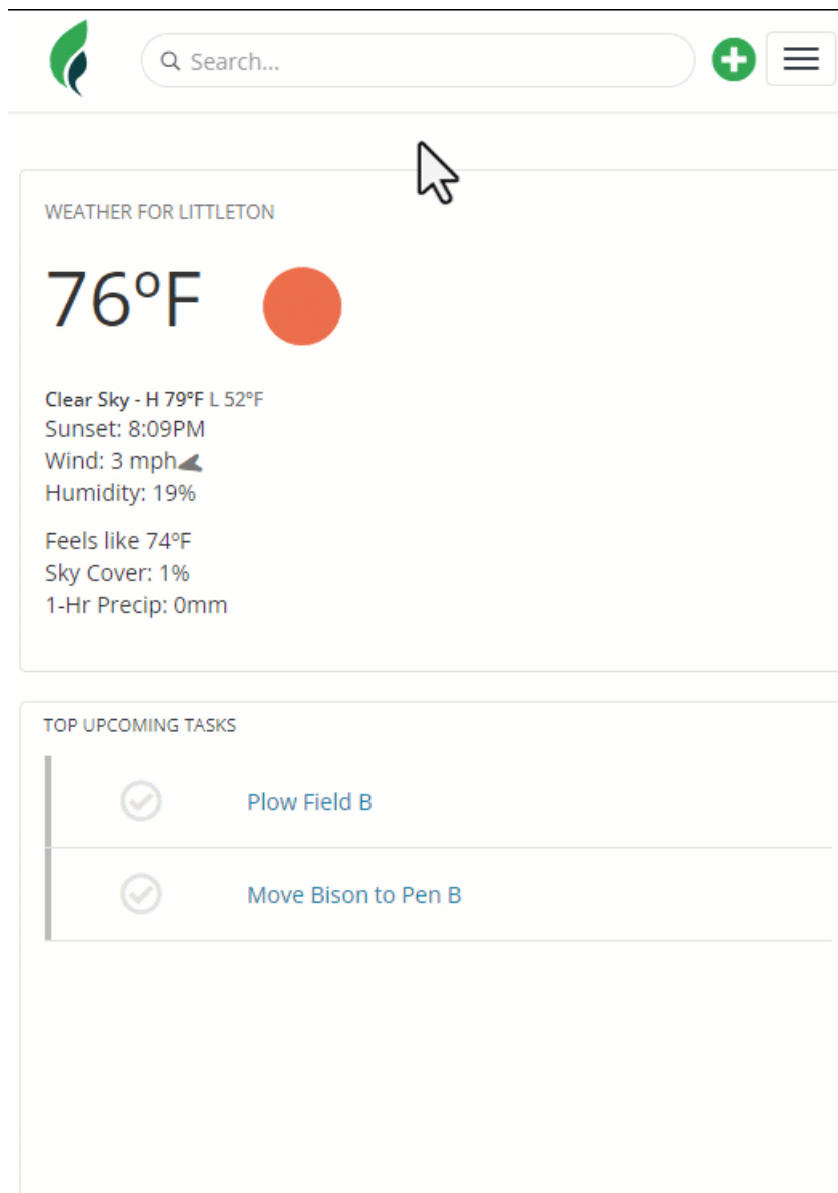 Search...
WEATHER FOR LITTLETON
76ºF
Clear Sky - H 79ºF L 52ºF
Sunset: 8:09PM
Wind: 3 mph
Humidity: 19%
Feels like 74ºF
Sky Cover: 1%
1-Hr Precip: 0mm
TOP UPCOMING TASKS
Plow Field B
Move Bison to Pen B